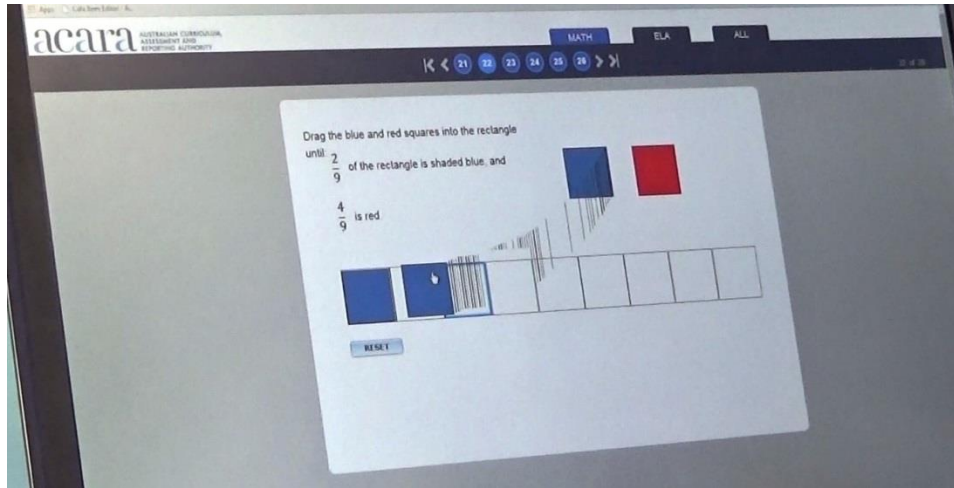 Apps
acara AUSTRALIAN CURRICULUM,
ASSESSMENT AND
REPORTING AUTHORITY
MATH ELA ALL
21 22 23 24 25 26
Drag the blue and red squares into the rectangle
until 2/9 of the rectangle is shaded blue, and
4/9 is red
RESET